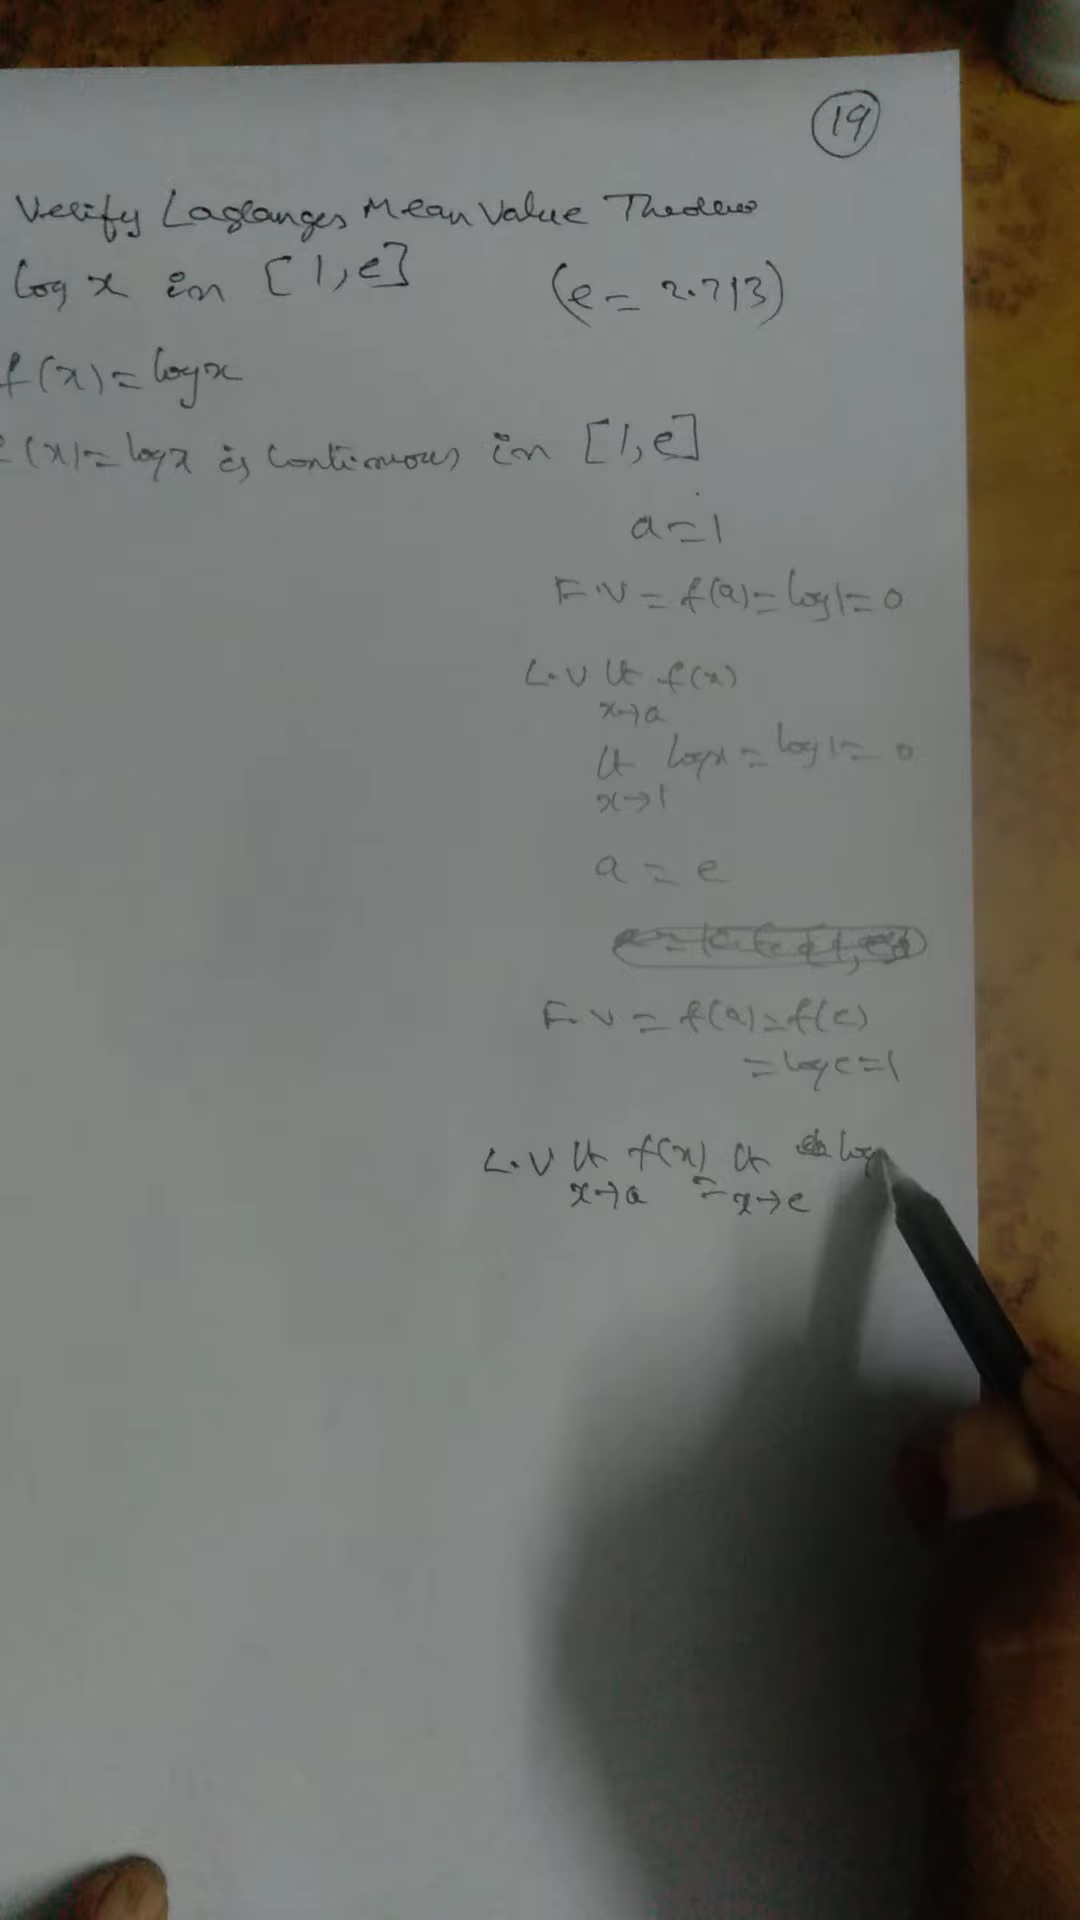 19
Verify Lagranges Mean Value Theorem
log x in [1, e] (e = 2.713)
f(x) = log x
f(x) = log x is continuous in [1, e]
a = 1
F.V = f(a) = log 1 = 0
L.V Lt f(x)
x→a
Lt log x = log 1 = 0
x→1
a = e
F.V = f(a) = f(e)
= log e = 1
L.V Lt f(x) Lt log
x→a = x→e